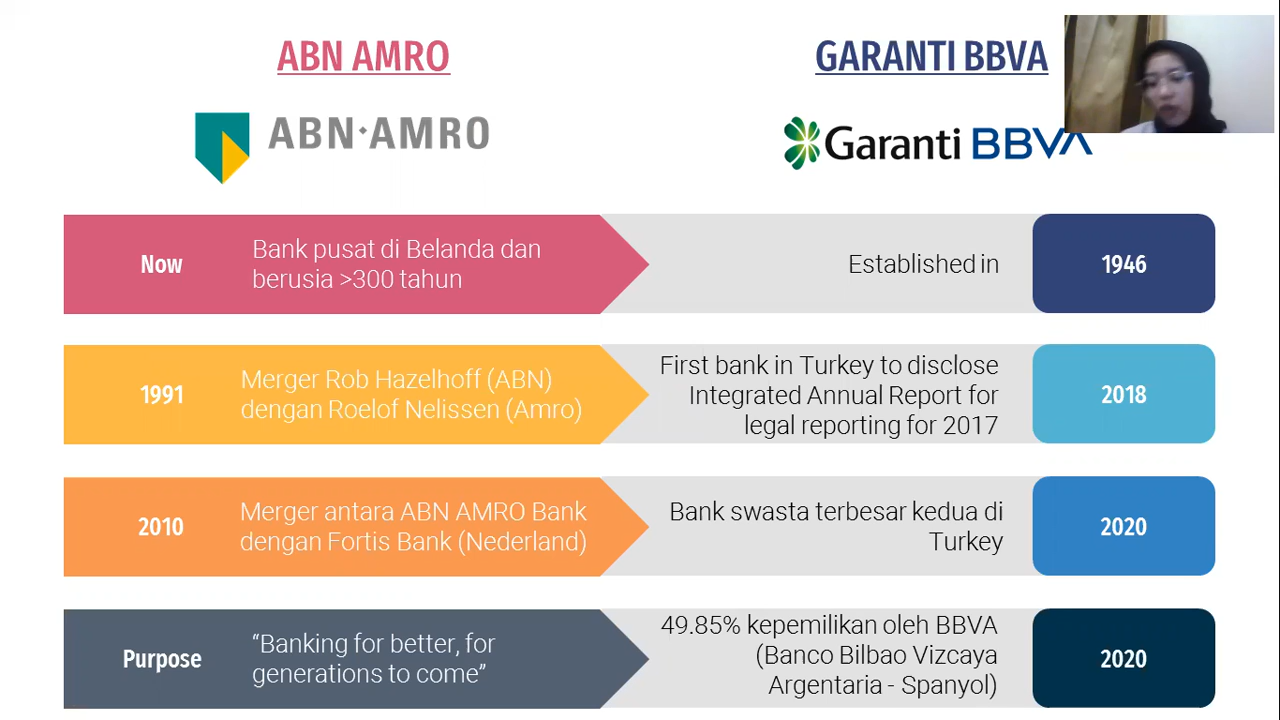 ABN AMRO
GARANTI BBVA
ABN·AMRO
Garanti BBVA
Now
Bank pusat di Belanda dan
berusia >300 tahun
Established in
1946
1991
Merger Rob Hazelhoff (ABN)
dengan Roelof Nelissen (Amro)
First bank in Turkey to disclose
Integrated Annual Report for
legal reporting for 2017
2018
2010
Merger antara ABN AMRO Bank
dengan Fortis Bank (Nederland)
Bank swasta terbesar kedua di
Turkey
2020
Purpose
“Banking for better, for
generations to come”
49.85% kepemilikan oleh BBVA
(Banco Bilbao Vizcaya
Argentaria - Spanyol)
2020